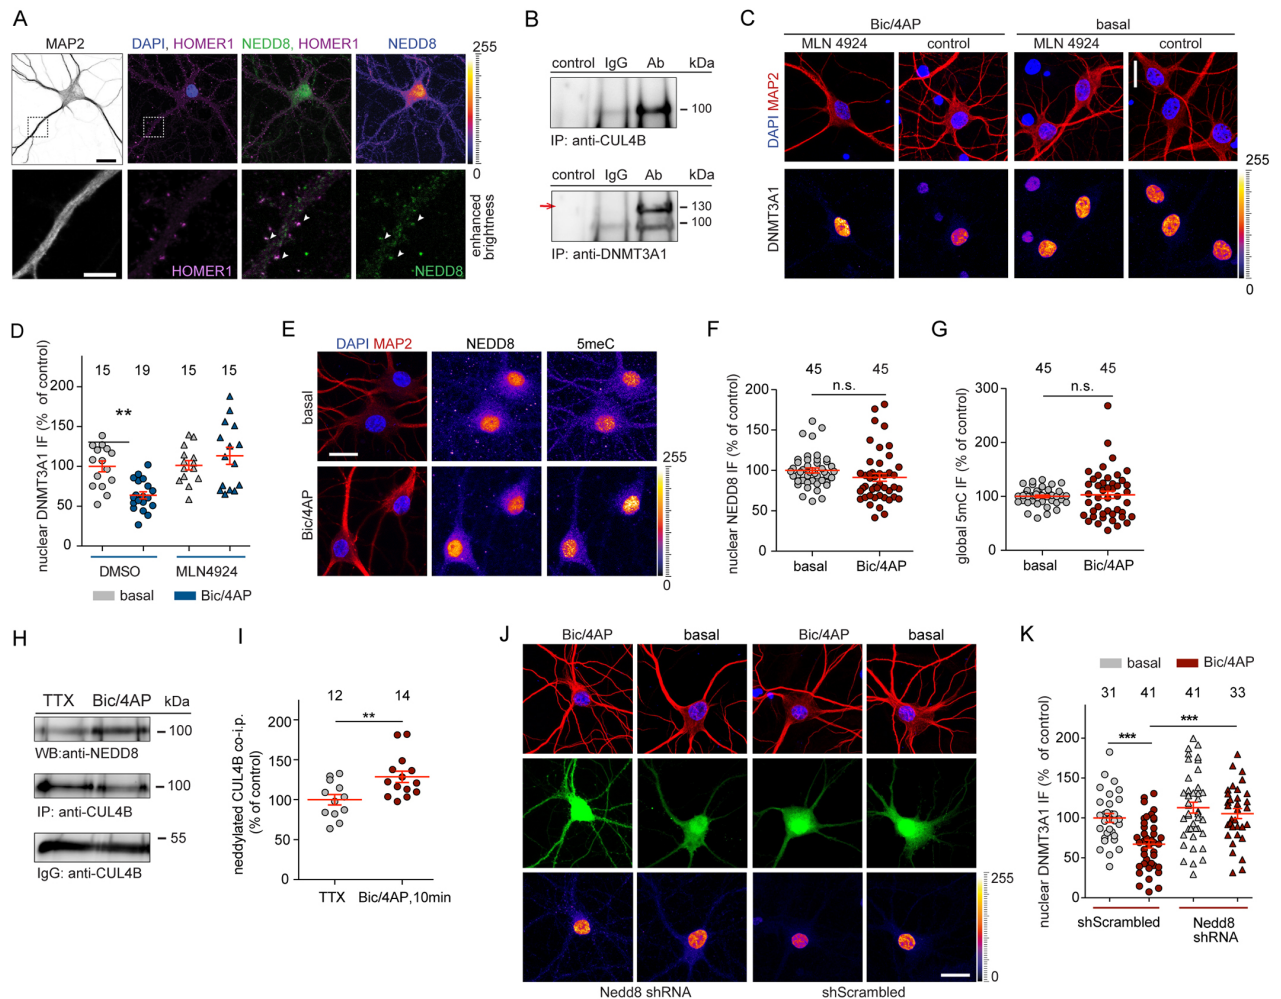 A
MAP2
DAPI, HOMER1
NEDD8, HOMER1
NEDD8
255
0
HOMER1
NEDD8
enhanced
brightness
B
control IgG Ab kDa
100
IP: anti-CUL4B
control IgG Ab kDa
130
100
IP: anti-DNMT3A1
C
Bic/4AP basal
MLN 4924 control MLN 4924 control
DAPI MAP2
DNMT3A1
255
0
D
nuclear DNMT3A1 IF (% of control)
15 19 15 15
**
200
150
100
50
0
DMSO MLN4924
basal Bic/4AP
E
DAPI MAP2 NEDD8 5meC
basal
Bic/4AP
255
0
F
nuclear NEDD8 IF (% of control)
45 45
n.s.
200
150
100
50
0
basal Bic/4AP
G
global 5mC IF (% of control)
45 45
n.s.
300
200
100
0
basal Bic/4AP
H
TTX Bic/4AP kDa
100
WB:anti-NEDD8
100
IP: anti-CUL4B
55
IgG: anti-CUL4B
I
neddylated CUL4B co-i.p.
(% of control)
12 14
**
200
150
100
50
0
TTX Bic/4AP,10min
J
Bic/4AP basal Bic/4AP basal
255
0
Nedd8 shRNA shScrambled
K
basal Bic/4AP
nuclear DNMT3A1 IF (% of control)
31 41 41 33
***
***
200
150
100
50
0
shScrambled Nedd8
shRNA